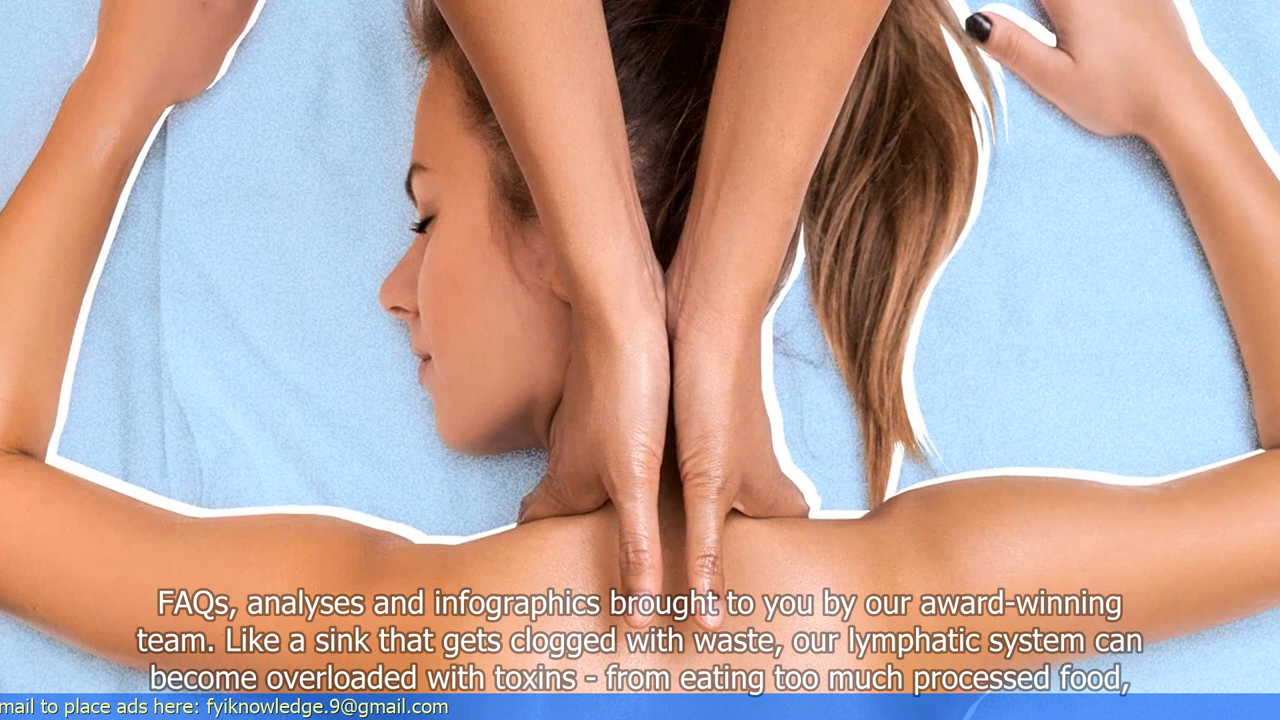 FAQs, analyses and infographics brought to you by our award-winning
team. Like a sink that gets clogged with waste, our lymphatic system can
become overloaded with toxins - from eating too much processed food,
mail to place ads here: fyiknowledge.9@gmail.com